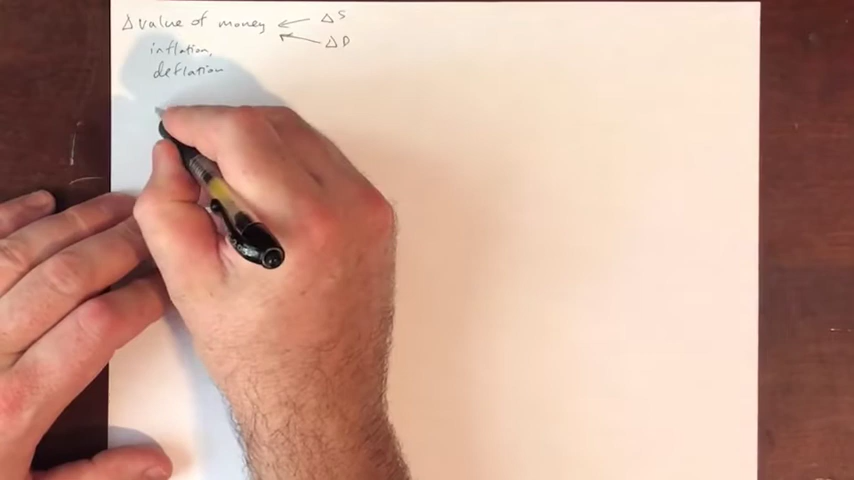 Δ value of money ← ΔS
← ΔD
inflation,
deflation